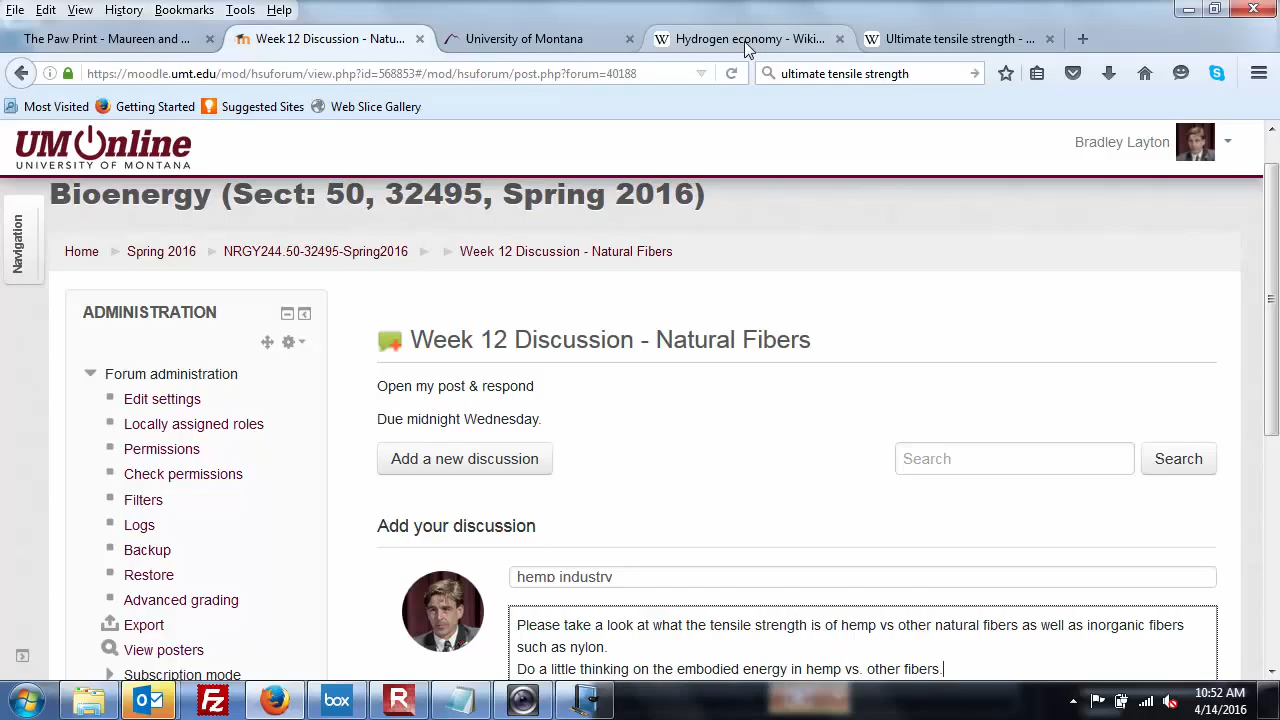 File Edit View History Bookmarks Tools Help
The Paw Print - Maureen and ...
Week 12 Discussion - Natu...
University of Montana
Hydrogen economy - Wiki...
Ultimate tensile strength - ...
https://moodle.umt.edu/mod/hsuforum/view.php?id=568853#/mod/hsuforum/post.php?forum=40188
ultimate tensile strength
Most Visited Getting Started Suggested Sites Web Slice Gallery
UM Online
UNIVERSITY OF MONTANA
Bradley Layton
Bioenergy (Sect: 50, 32495, Spring 2016)
Navigation
Home Spring 2016 NRGY244.50-32495-Spring2016 Week 12 Discussion - Natural Fibers
ADMINISTRATION
Forum administration
Edit settings
Locally assigned roles
Permissions
Check permissions
Filters
Logs
Backup
Restore
Advanced grading
Export
View posters
Subscription mode
Week 12 Discussion - Natural Fibers
Open my post & respond
Due midnight Wednesday.
Add a new discussion
Search
Search
Add your discussion
hemp industry
Please take a look at what the tensile strength is of hemp vs other natural fibers as well as inorganic fibers
such as nylon.
Do a little thinking on the embodied energy in hemp vs. other fibers.
box
10:52 AM
4/14/2016